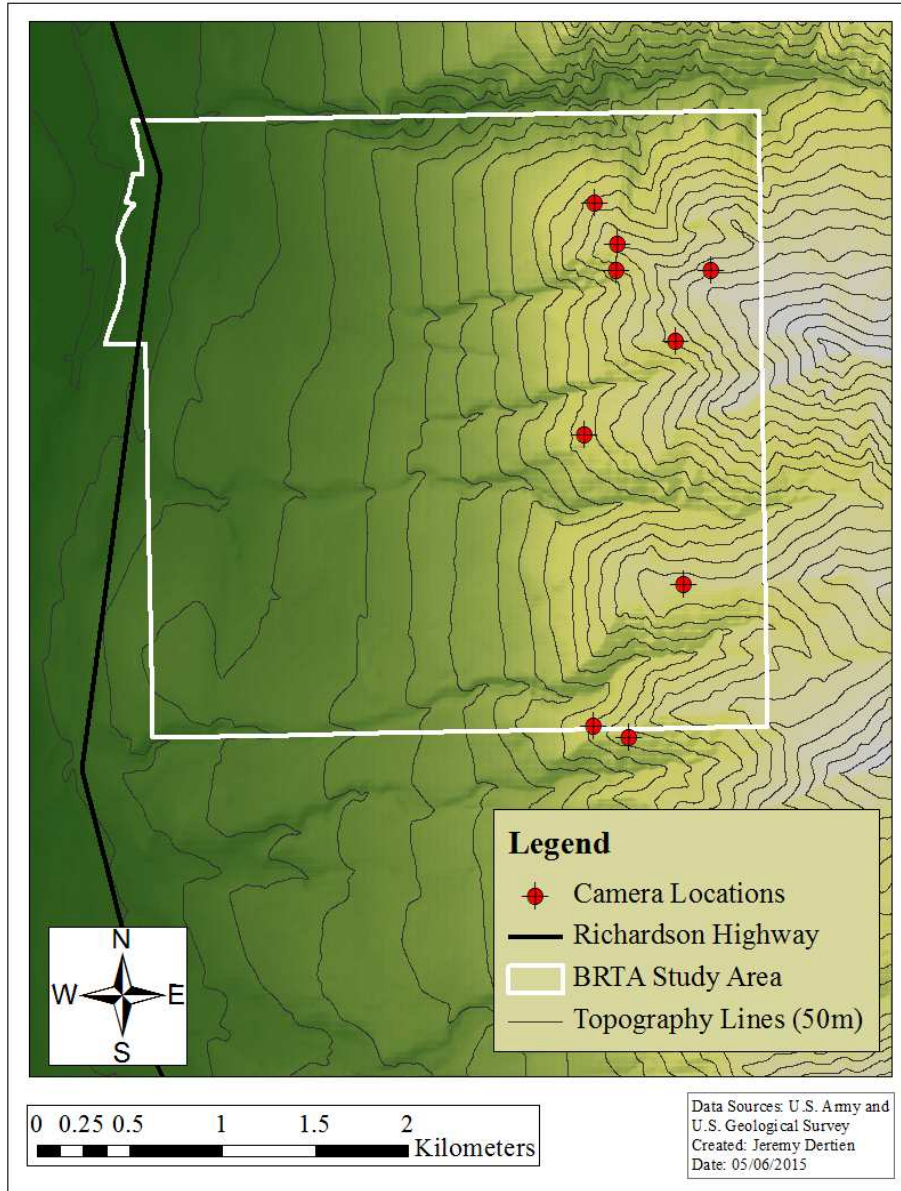 Legend
Camera Locations
Richardson Highway
BRTA Study Area
Topography Lines (50m)
N
W E
S
0 0.25 0.5 1 1.5 2
Kilometers
Data Sources: U.S. Army and
U.S. Geological Survey
Created: Jeremy Dertien
Date: 05/06/2015